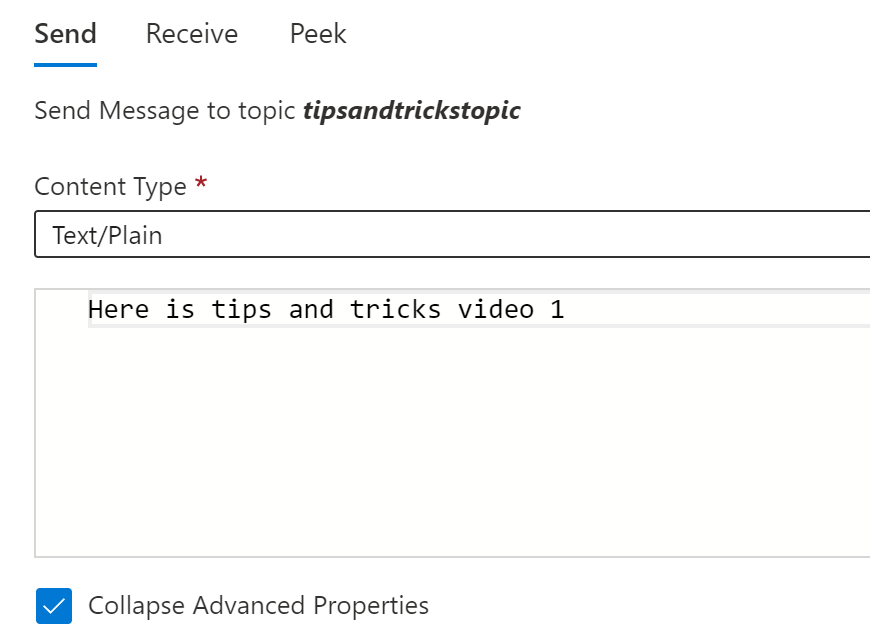 Send Receive Peek
Send Message to topic tipsandtrickstopic
Content Type *
Text/Plain
Here is tips and tricks video 1
Collapse Advanced Properties